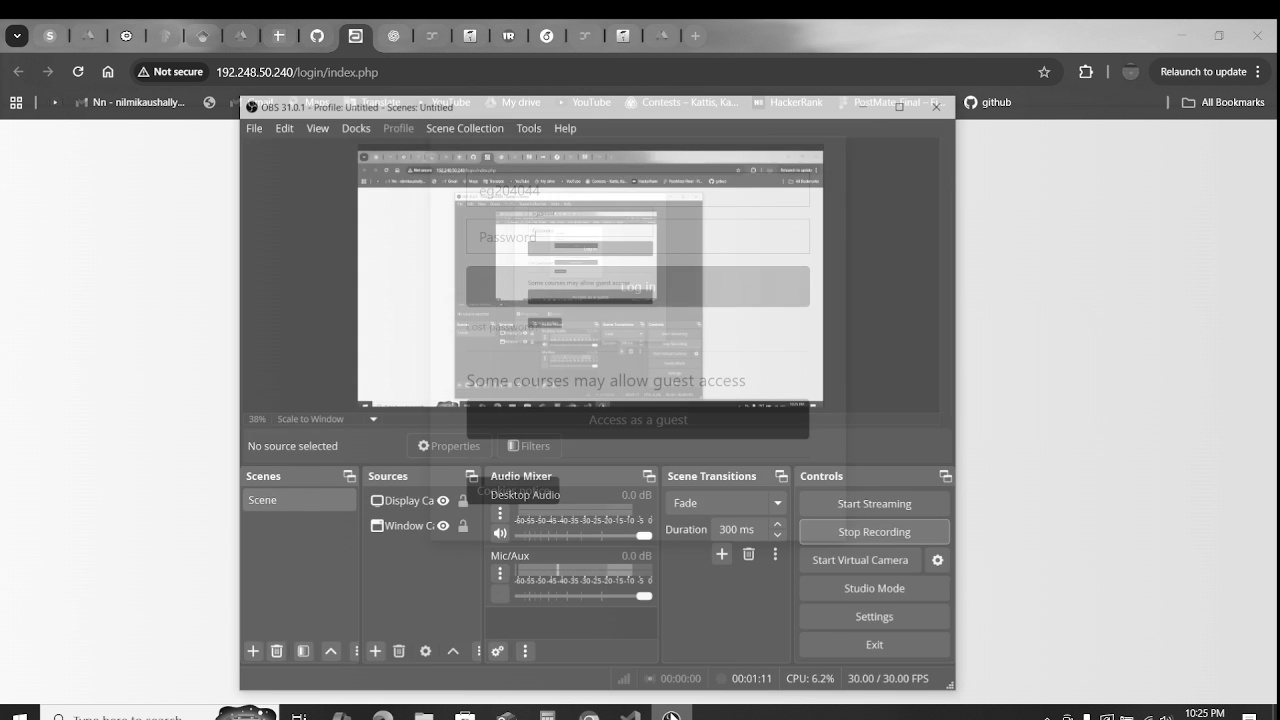 Not secure
192.248.50.240/login/index.php
Relaunch to update
Nn - nilmikaushally...
Gmail
Maps
Translate
YouTube
My drive
YouTube
Contests – Kattis, Ka...
HackerRank
PostMate-Final – Fi...
github
All Bookmarks
OBS 31.0.1 - Profile: Untitled - Scenes: Untitled
File Edit View Docks Profile Scene Collection Tools Help
eg204044
Password
Log in
Some courses may allow guest access
Access as a guest
38% Scale to Window
No source selected
Properties
Filters
Cookies notice
Scenes
Scene
Sources
Display Ca
Window Ca
Audio Mixer
Desktop Audio 0.0 dB
-60-55-50-45-40-35-30-25-20-15-10 -5 0
Mic/Aux 0.0 dB
-60-55-50-45-40-35-30-25-20-15-10 -5 0
Scene Transitions
Fade
Duration 300 ms
Controls
Start Streaming
Stop Recording
Start Virtual Camera
Studio Mode
Settings
Exit
00:00:00
00:01:11
CPU: 6.2%
30.00 / 30.00 FPS
Type here to search
10:25 PM